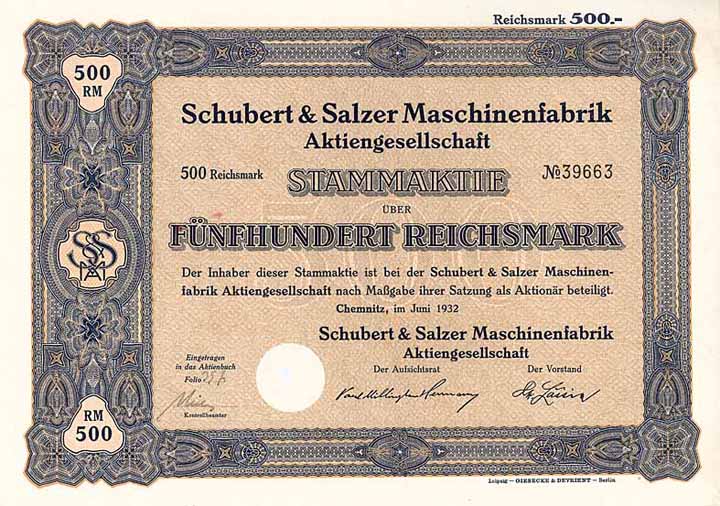 Reichsmark 500.-
500
RM
Schubert & Salzer Maschinenfabrik
Aktiengesellschaft
500 Reichsmark STAMMAKTIE №39663
ÜBER
FÜNFHUNDERT REICHSMARK
Der Inhaber dieser Stammaktie ist bei der Schubert & Salzer Maschinen-
fabrik Aktiengesellschaft nach Maßgabe ihrer Satzung als Aktionär beteiligt.
Chemnitz, im Juni 1932
Schubert & Salzer Maschinenfabrik
Aktiengesellschaft
Der Aufsichtsrat Der Vorstand
Eingetragen
in das Aktienbuch
Folio
Kontrollbeamter
RM
500
Leipzig — GIESECKE & DEVRIENT — Berlin